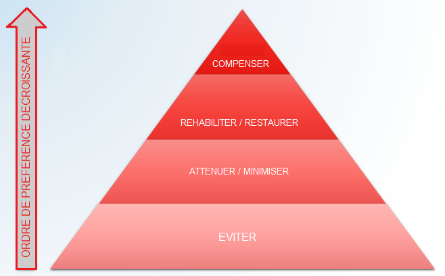 ORDRE DE PREFERENCE DECROISSANTE
COMPENSER
REHABILITER / RESTAURER
ATTENUER / MINIMISER
EVITER